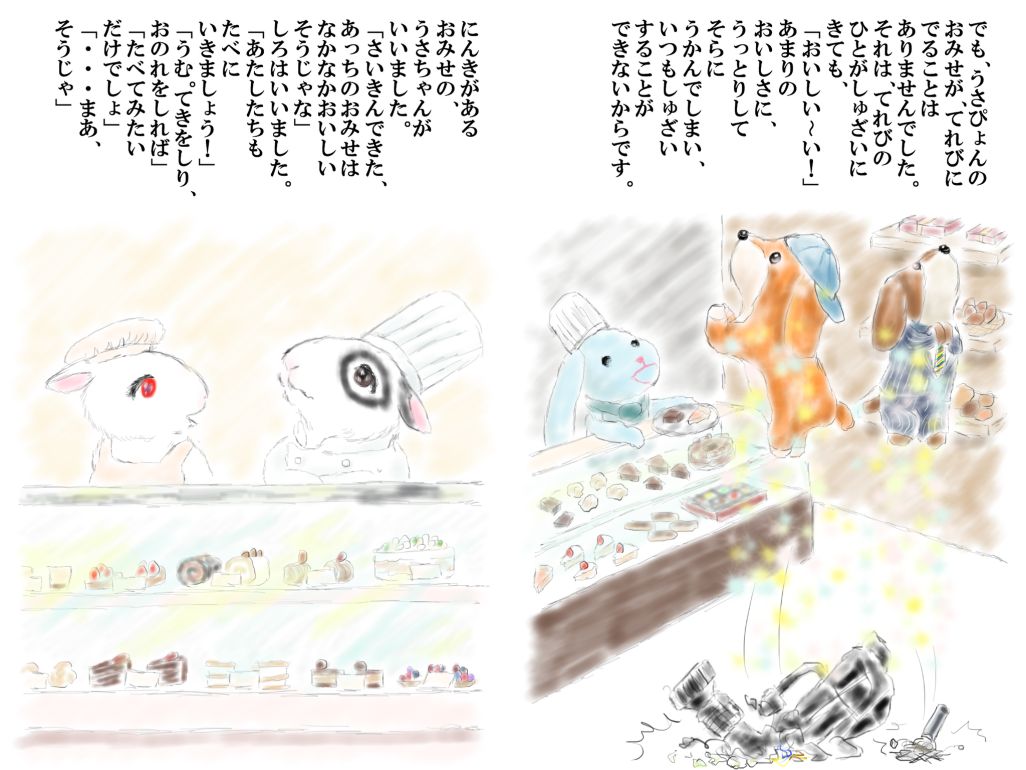 でも、うさぴょんの
おみせが、てれびに
でることは
ありませんでした。
それは、てれびの
ひとがしゅざいに
きても、
「おいしい～い！」
あまりの
おいしさに、
うっとりして
そらに
うかんでしまい、
いつもしゅざい
することが
できないからです。
にんきがある
おみせの、
うさちゃんが
いいました。
「さいきんできた、
あっちのおみせは
なかなかおいしい
そうじゃな」
しろはいいました。
「あたしたちも
たべに
いきましょう！」
「うむ。てきをしり、
おのれをしれば」
「たべてみたい
だけでしょ」
「・・・まあ、
そうじゃ」